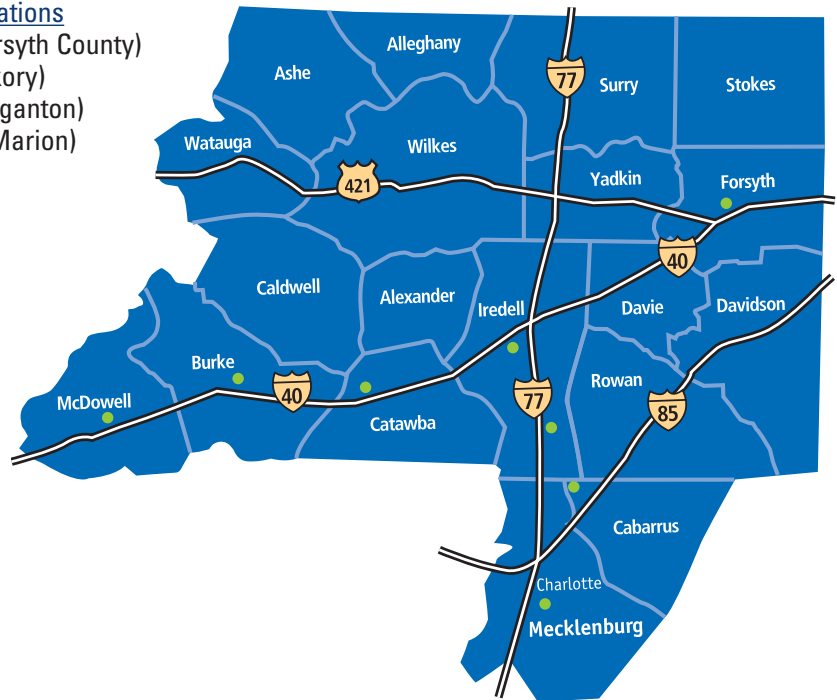 ations
rsyth County)
kory)
ganton)
Marion)
Alleghany
Ashe
77
Surry
Stokes
Watauga
Wilkes
421
Yadkin
Forsyth
40
Caldwell
Alexander
Iredell
Davie
Davidson
Burke
40
McDowell
Catawba
77
Rowan
85
Cabarrus
Charlotte
Mecklenburg